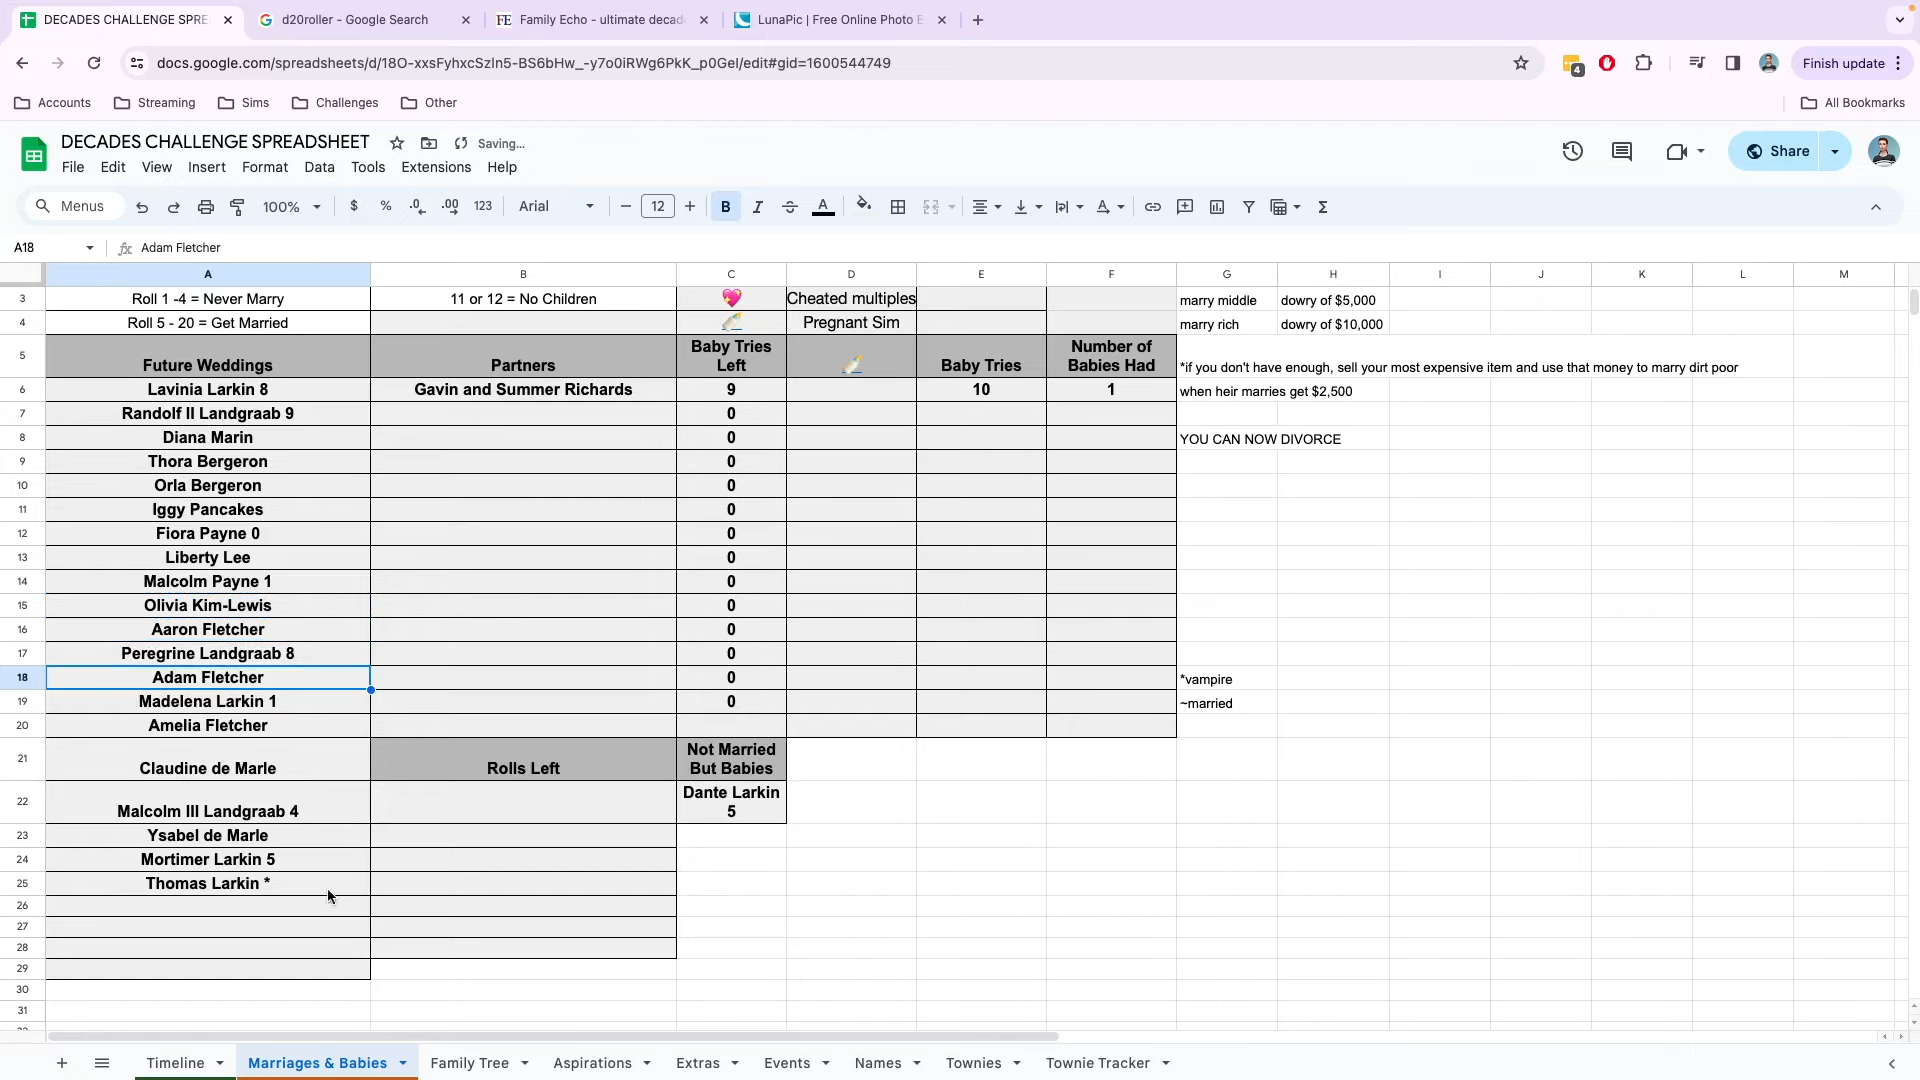 DECADES CHALLENGE SPRE
d20roller - Google Search
FE Family Echo - ultimate decad
LunaPic | Free Online Photo E
docs.google.com/spreadsheets/d/18O-xxsFyhxcSzIn5-BS6bHw_-y7o0iRWg6PkK_p0GeI/edit#gid=1600544749
4
Finish update
Accounts
Streaming
Sims
Challenges
Other
All Bookmarks
DECADES CHALLENGE SPREADSHEET
Saving...
File Edit View Insert Format Data Tools Extensions Help
Share
Menus
100%
$ % .0 .00 123
Arial
12
B I A
A18
fx Adam Fletcher
A B C D E F G H I J K L M
3 Roll 1 -4 = Never Marry 11 or 12 = No Children 💖 Cheated multiples marry middle dowry of $5,000
4 Roll 5 - 20 = Get Married 🍼 Pregnant Sim marry rich dowry of $10,000
5 Future Weddings Partners Baby Tries Left 🍼 Baby Tries Number of Babies Had *if you don't have enough, sell your most expensive item and use that money to marry dirt poor
6 Lavinia Larkin 8 Gavin and Summer Richards 9 10 1 when heir marries get $2,500
7 Randolf II Landgraab 9 0
8 Diana Marin 0 YOU CAN NOW DIVORCE
9 Thora Bergeron 0
10 Orla Bergeron 0
11 Iggy Pancakes 0
12 Fiora Payne 0 0
13 Liberty Lee 0
14 Malcolm Payne 1 0
15 Olivia Kim-Lewis 0
16 Aaron Fletcher 0
17 Peregrine Landgraab 8 0
18 Adam Fletcher 0 *vampire
19 Madelena Larkin 1 0 ~married
20 Amelia Fletcher
21 Claudine de Marle Rolls Left Not Married But Babies
22 Malcolm III Landgraab 4 Dante Larkin 5
23 Ysabel de Marle
24 Mortimer Larkin 5
25 Thomas Larkin *
26
27
28
29
30
31
Timeline
Marriages & Babies
Family Tree
Aspirations
Extras
Events
Names
Townies
Townie Tracker